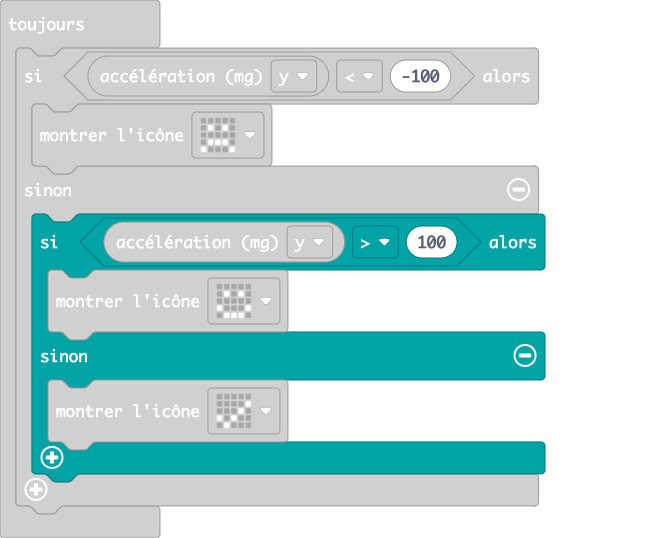 toujours
si accélération (mg) y < -100 alors
montrer l'icône
sinon
si accélération (mg) y > 100 alors
montrer l'icône
sinon
montrer l'icône